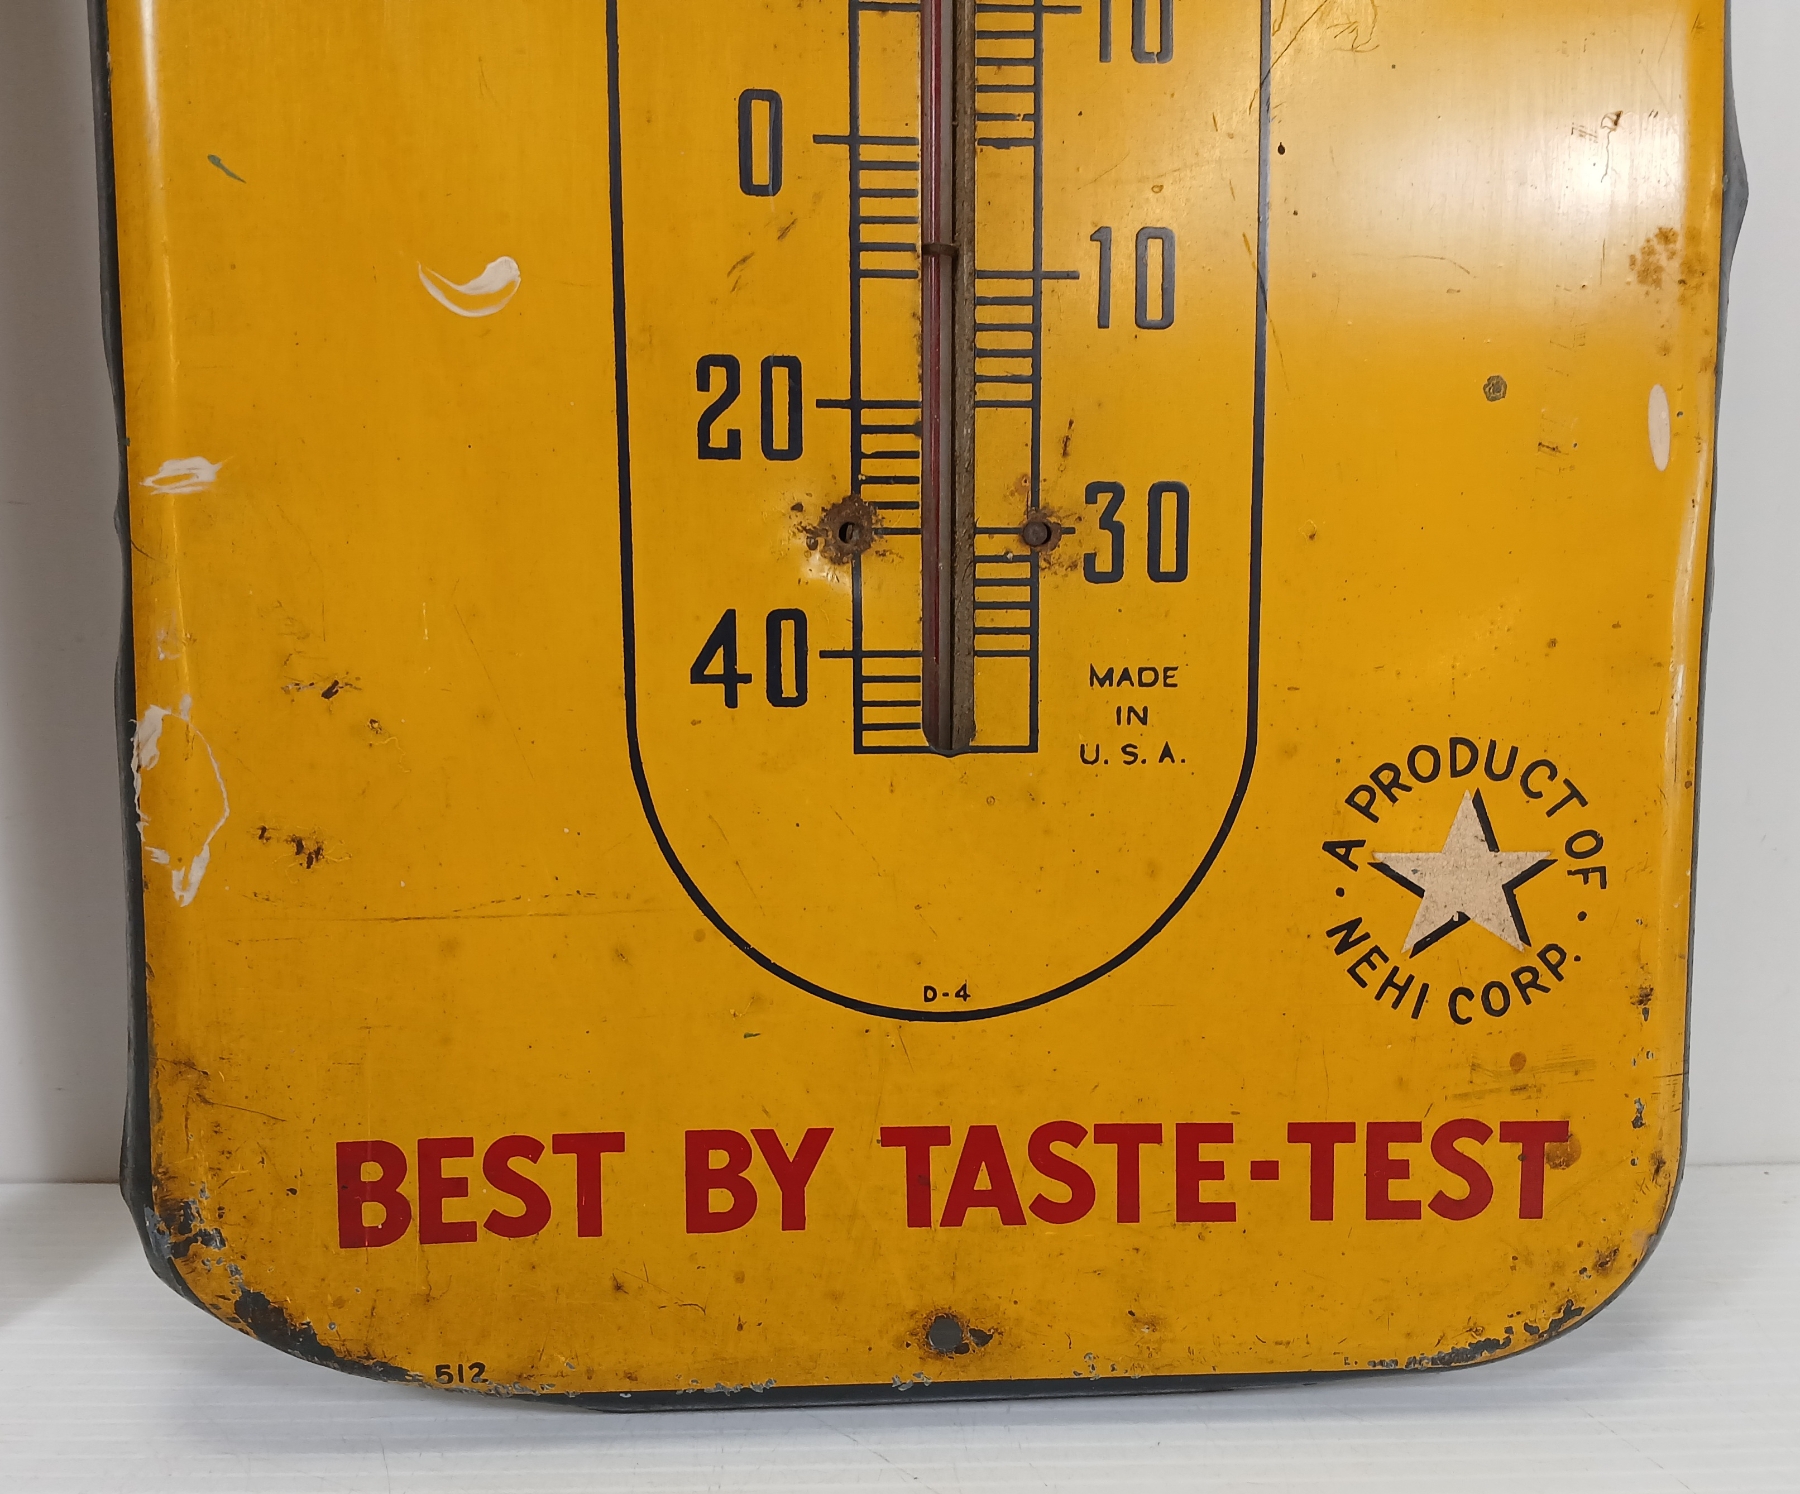 10
0
10
20
30
40
MADE
IN
U. S. A.
· A PRODUCT OF ·
NEHI CORP.
D-4
BEST BY TASTE-TEST
512